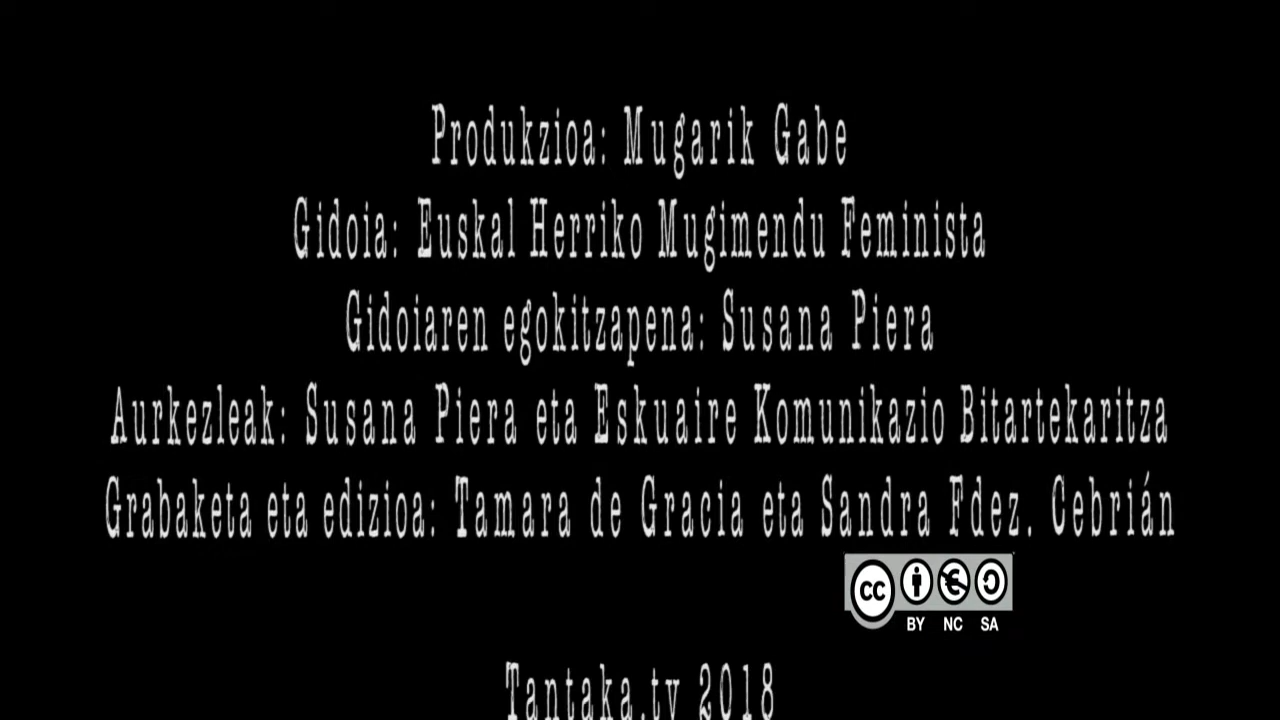 Produkzioa: Mugarik Gabe
Gidoia: Euskal Herriko Mugimendu Feminista
Gidoiaren egokitzapena: Susana Piera
Aurkezleak: Susana Piera eta Eskuaire Komunikazio Bitartekaritza
Grabaketa eta edizioa: Tamara de Gracia eta Sandra Fdez. Cebrián
cc
BY NC SA
Tantaka.tv 2018